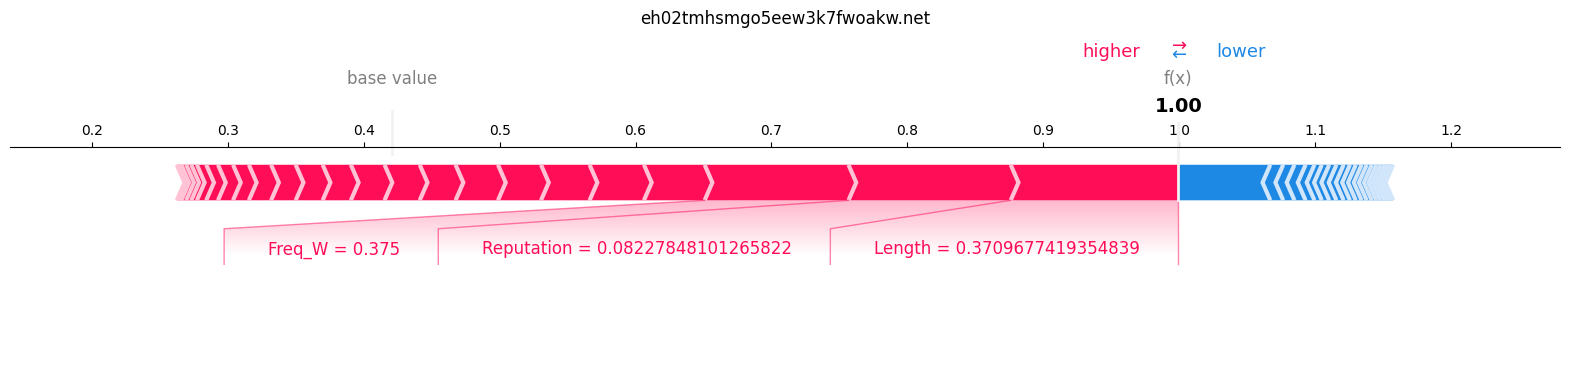 eh02tmhsmgo5eew3k7fwoakw.net
higher → ← lower
base value f(x)
1.00
0.2 0.3 0.4 0.5 0.6 0.7 0.8 0.9 1.0 1.1 1.2
Freq_W = 0.375 Reputation = 0.08227848101265822 Length = 0.3709677419354839